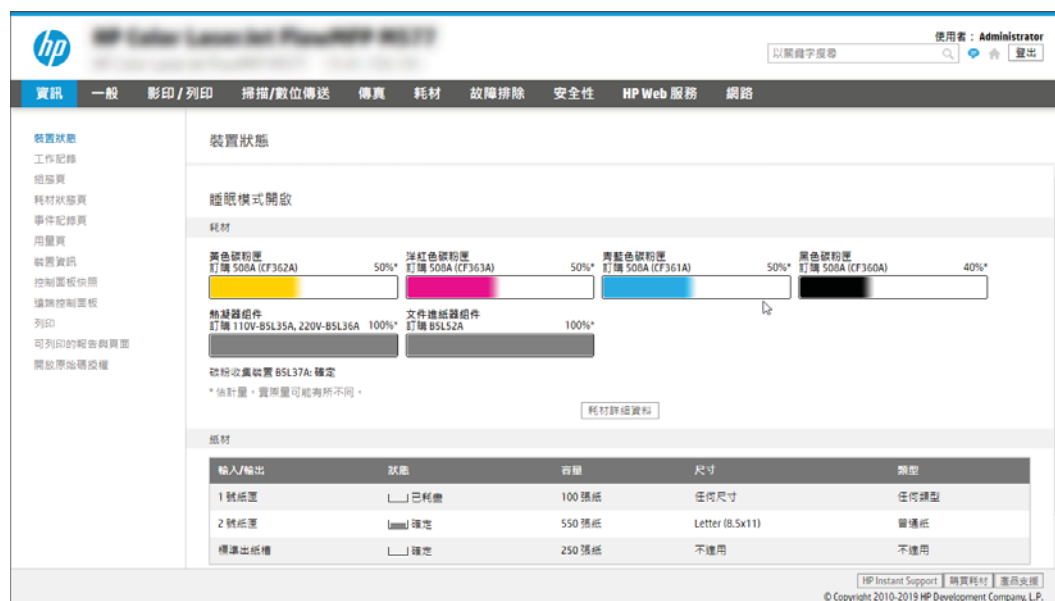 hp
HP Color LaserJet FlowMFP M577
使用者： Administrator
以關鍵字搜尋
登出
資訊 一般 影印 / 列印 掃描/數位傳送 傳真 耗材 故障排除 安全性 HP Web 服務 網路
裝置狀態
工作記錄
組態頁
耗材狀態頁
事件記錄頁
用量頁
裝置資訊
控制面板快照
遠端控制面板
列印
可列印的報告與頁面
開放原始碼授權
裝置狀態
睡眠模式開啟
耗材
黃色碳粉匣
訂購 508A (CF362A) 50%*
洋紅色碳粉匣
訂購 508A (CF363A) 50%*
青藍色碳粉匣
訂購 508A (CF361A) 50%*
黑色碳粉匣
訂購 508A (CF360A) 40%*
熱凝器組件
訂購 110V-B5L35A, 220V-B5L36A 100%*
文件進紙器組件
訂購 B5L52A 100%*
碳粉收集裝置 B5L37A: 確定
* 估計量。實際量可能有所不同。
耗材詳細資料
紙材
輸入/輸出 狀態 容量 尺寸 類型
1 號紙匣 已耗盡 100 張紙 任何尺寸 任何類型
2 號紙匣 確定 550 張紙 Letter (8.5x11) 普通紙
標準出紙槽 確定 250 張紙 不適用 不適用
HP Instant Support 購買耗材 產品支援
© Copyright 2010-2019 HP Development Company, L.P.